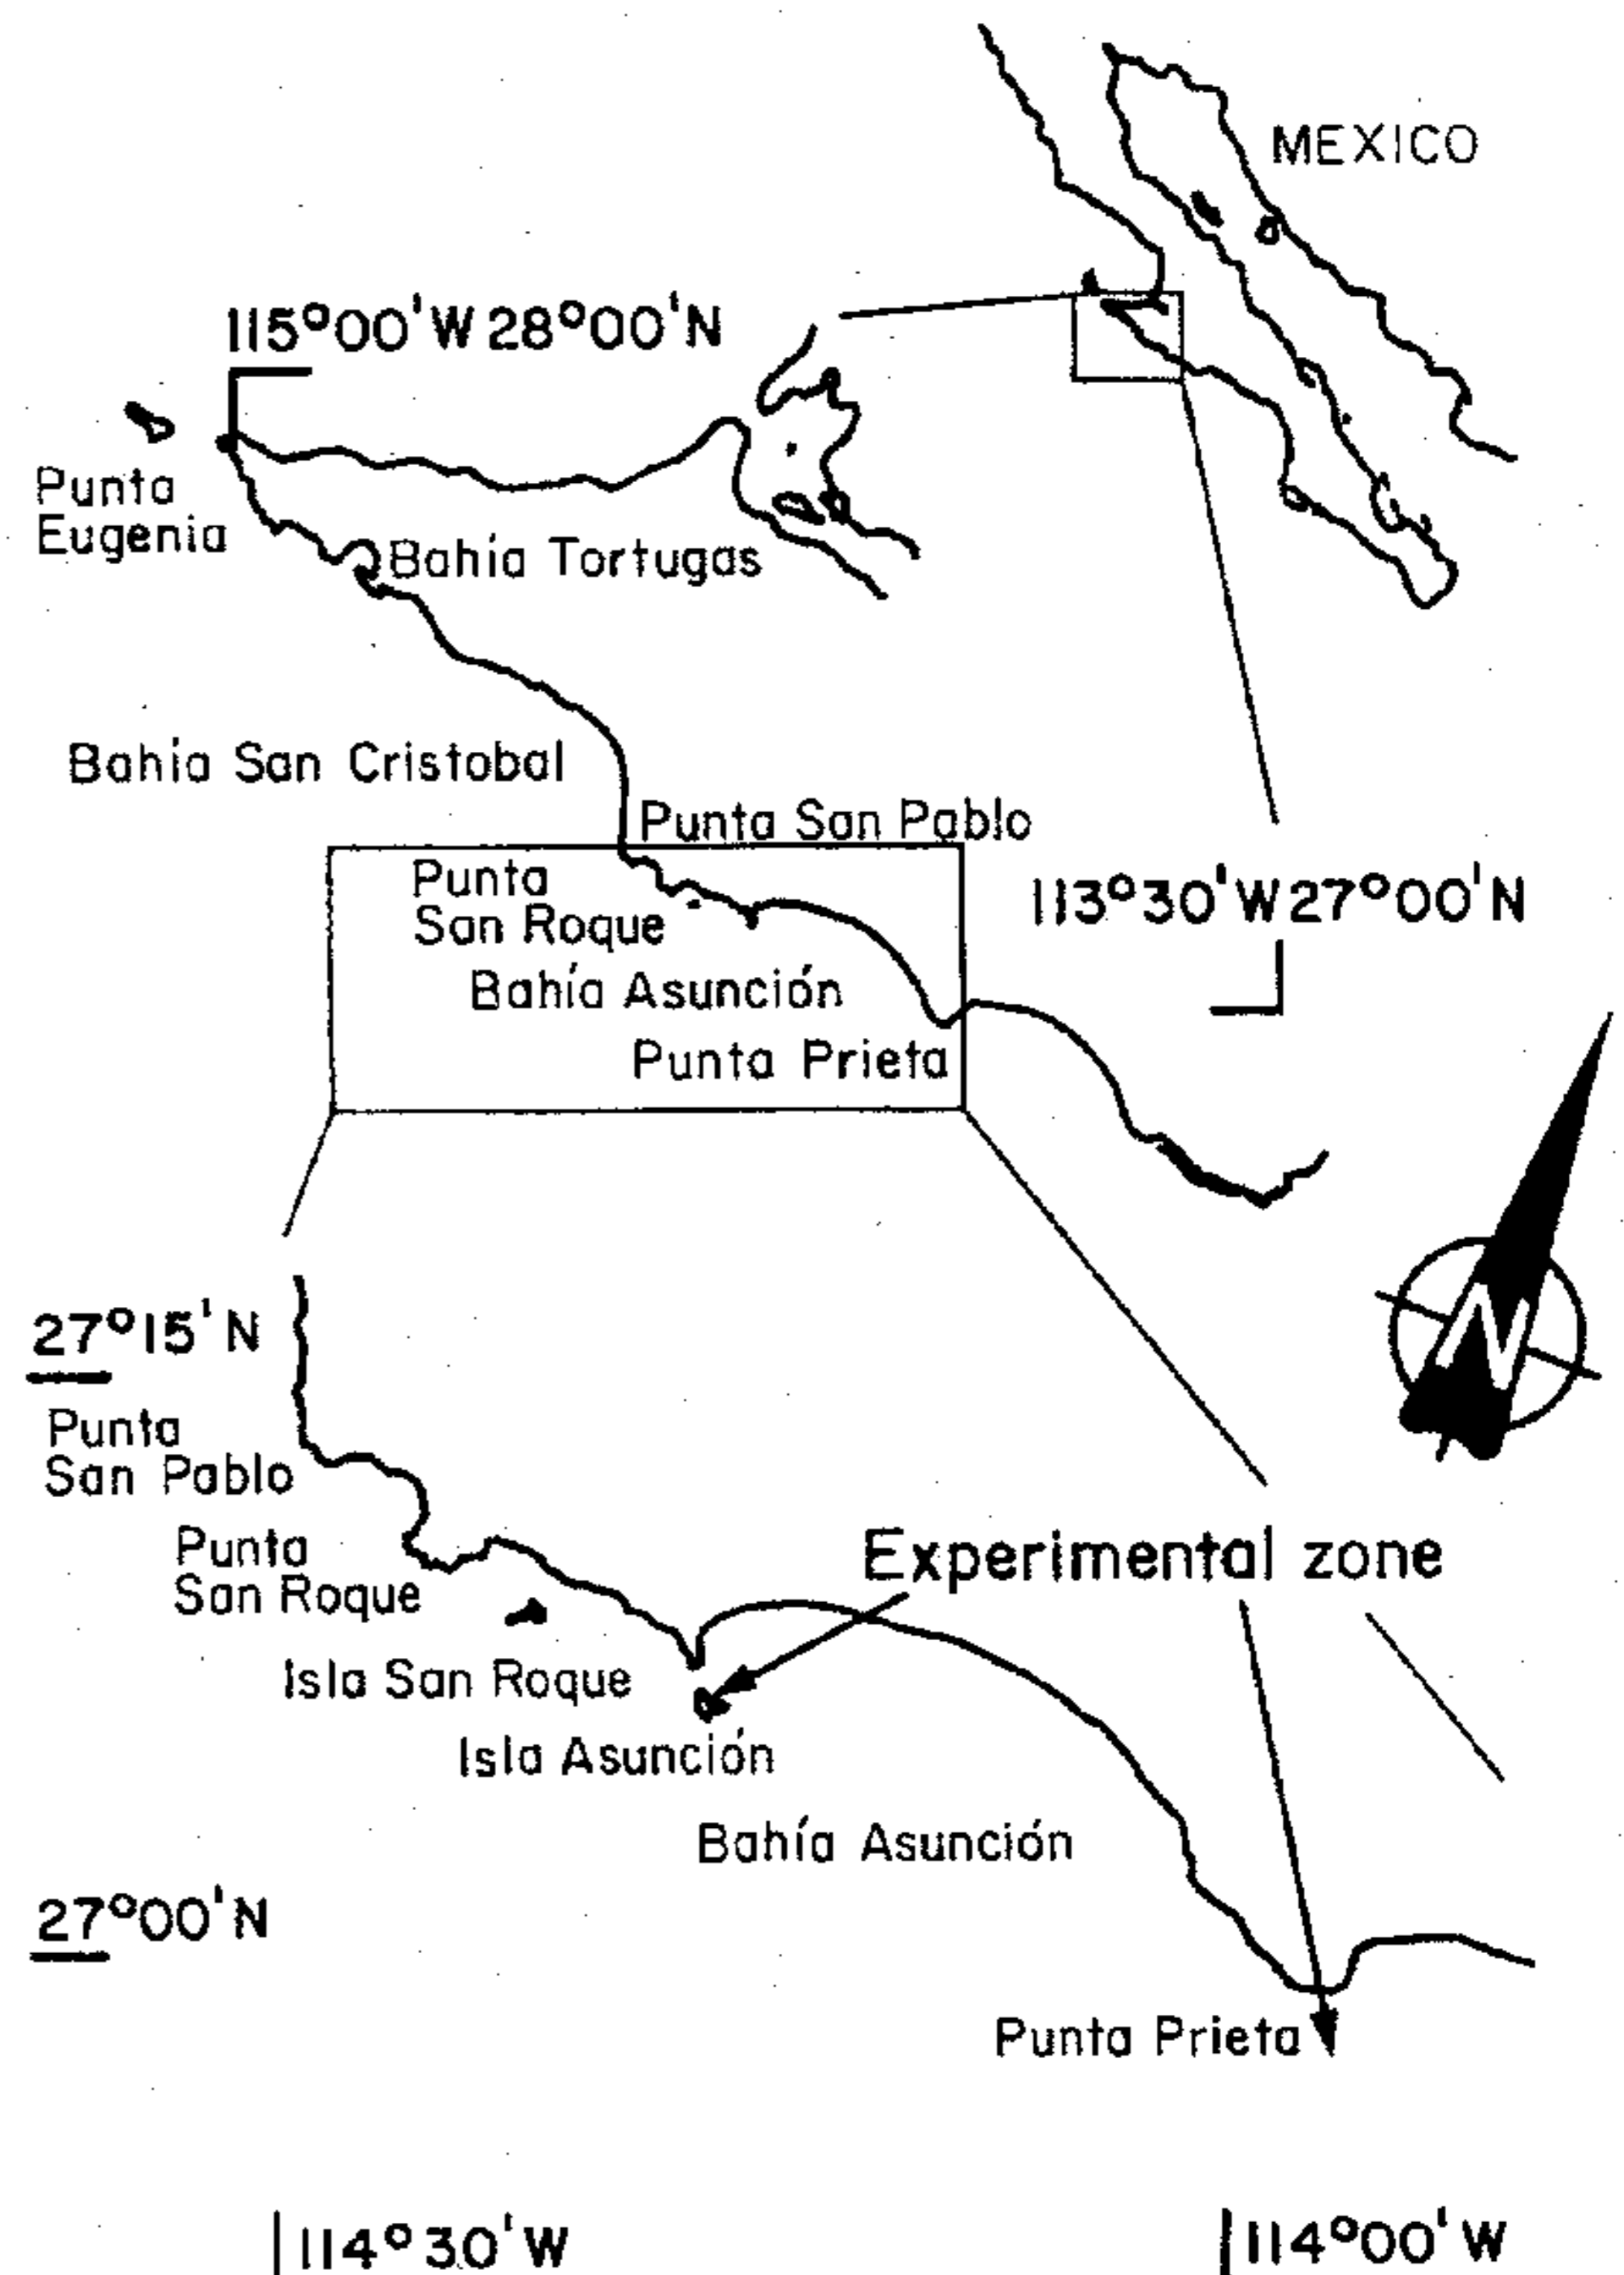 MEXICO
115°00'W 28°00'N
Punta
Eugenia
Bahía Tortugas
Bahía San Cristobal
Punta San Pablo
Punta
San Roque
113°30'W 27°00'N
Bahía Asunción
Punta Prieta
N
27°15'N
Punta
San Pablo
Punta
San Roque
Experimental zone
Isla San Roque
Isla Asunción
Bahía Asunción
27°00'N
Punta Prieta
114°30'W
114°00'W